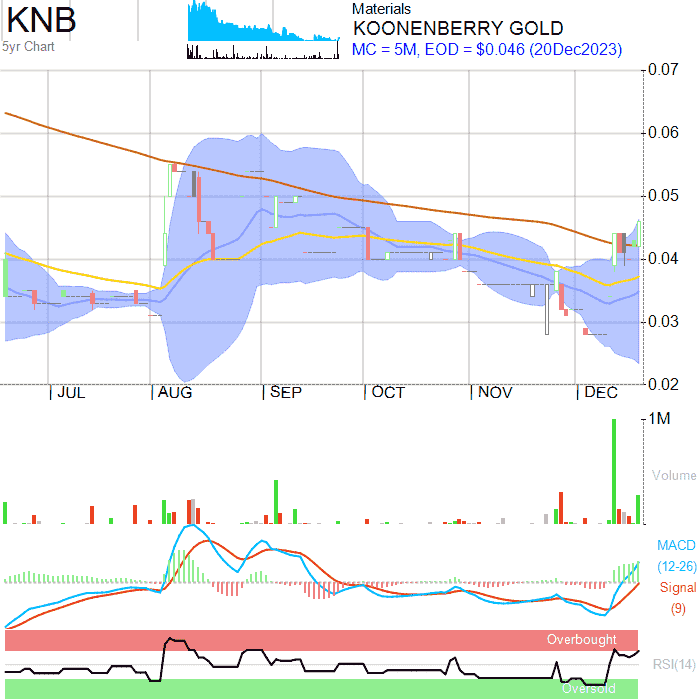 KNB
5yr Chart
Materials
KOONENBERRY GOLD
MC = 5M, EOD = $0.046 (20Dec2023)
0.07
0.06
0.05
0.04
0.03
0.02
JUL AUG SEP OCT NOV DEC
1M
Volume
MACD
(12-26)
Signal
(9)
Overbought
RSI(14)
Oversold